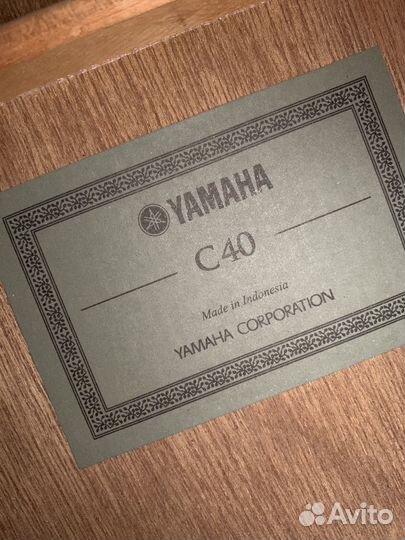 YAMAHA
C40
Made in Indonesia
YAMAHA CORPORATION
Avito